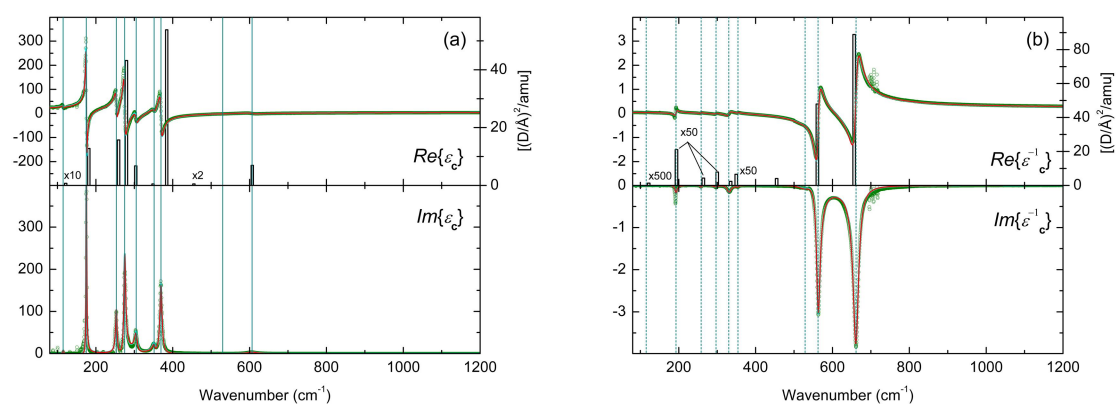 (a)
300
200
100
0
-100
-200
40
30
20
10
0
[(D/Å)²/amu]
x10
x2
Re{εc}
300
200
100
0
Im{εc}
200 400 600 800 1000 1200
Wavenumber (cm⁻¹)
(b)
3
2
1
0
-1
-2
-3
80
60
40
20
0
[(D/Å)²/amu]
x50
x500
x50
Re{εc⁻¹}
0
-1
-2
-3
Im{εc⁻¹}
200 400 600 800 1000 1200
Wavenumber (cm⁻¹)